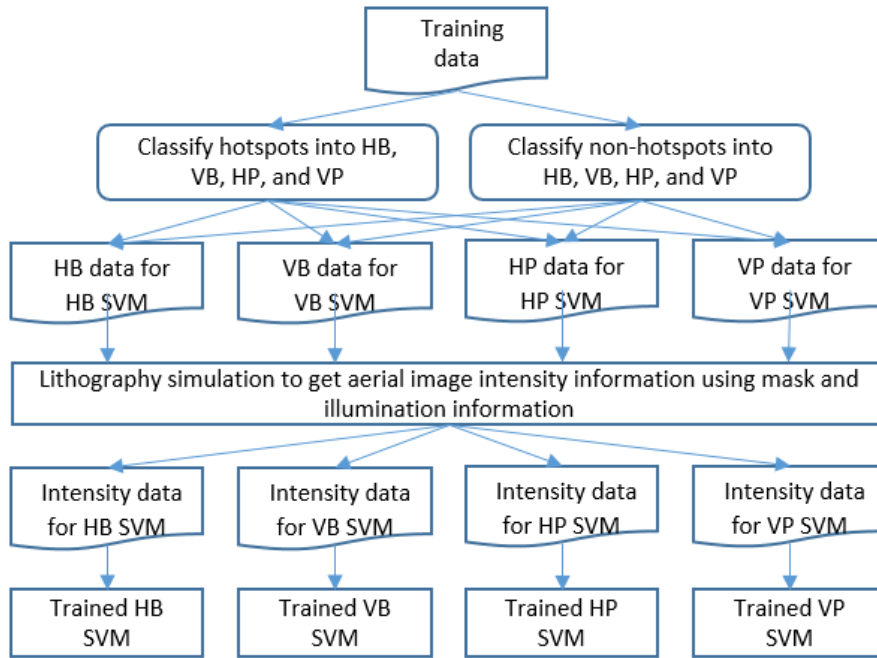 Training
data
Classify hotspots into HB,
VB, HP, and VP
Classify non-hotspots into
HB, VB, HP, and VP
HB data for
HB SVM
VB data for
VB SVM
HP data for
HP SVM
VP data for
VP SVM
Lithography simulation to get aerial image intensity information using mask and
illumination information
Intensity data
for HB SVM
Intensity data
for VB SVM
Intensity data
for HP SVM
Intensity data
for VP SVM
Trained HB
SVM
Trained VB
SVM
Trained HP
SVM
Trained VP
SVM